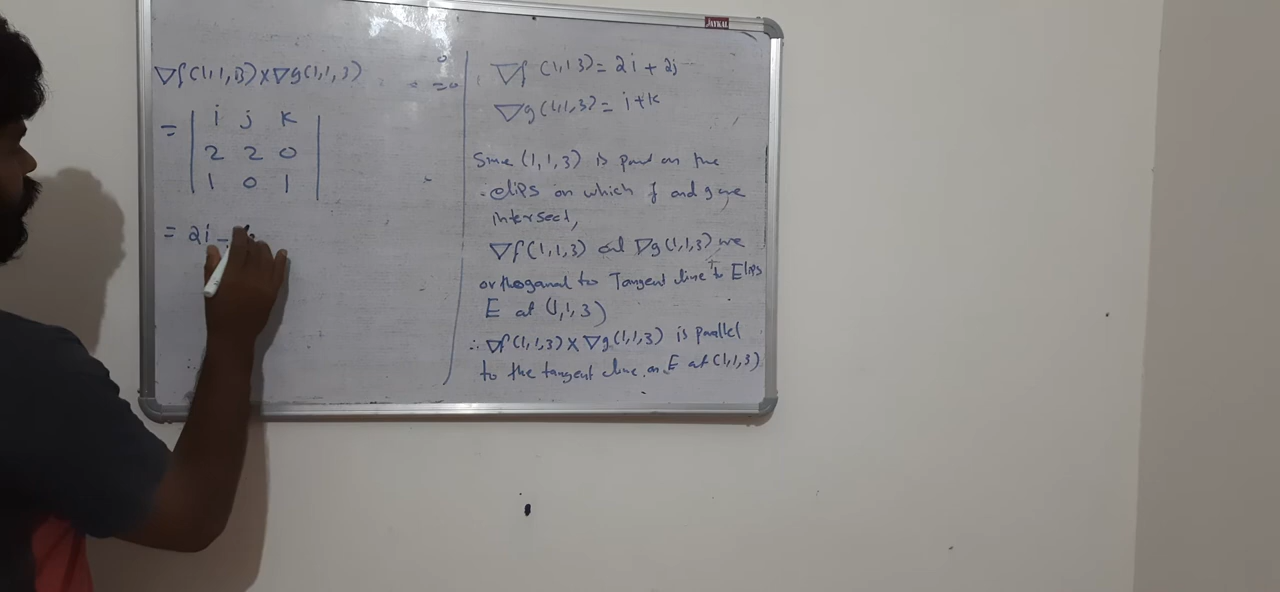 JAYKAL
∇f(1,1,3)×∇g(1,1,3)
= | i j k |
| 2 2 0 |
| 1 0 1 |
= 2i -
= 0
∇f (1,1 3) = 2i + 2j
∇g (1,1,3) = i+k
Since (1,1,3) is point on the
elips on which f and g are
intersect,
∇f(1,1,3) and ∇g(1,1,3) are
orthogonal to Tangent line to Elips
E at (1,1,3)
∴ ∇f(1,1,3) × ∇g(1,1,3) is parallel
to the tangent line on E at (1,1,3)